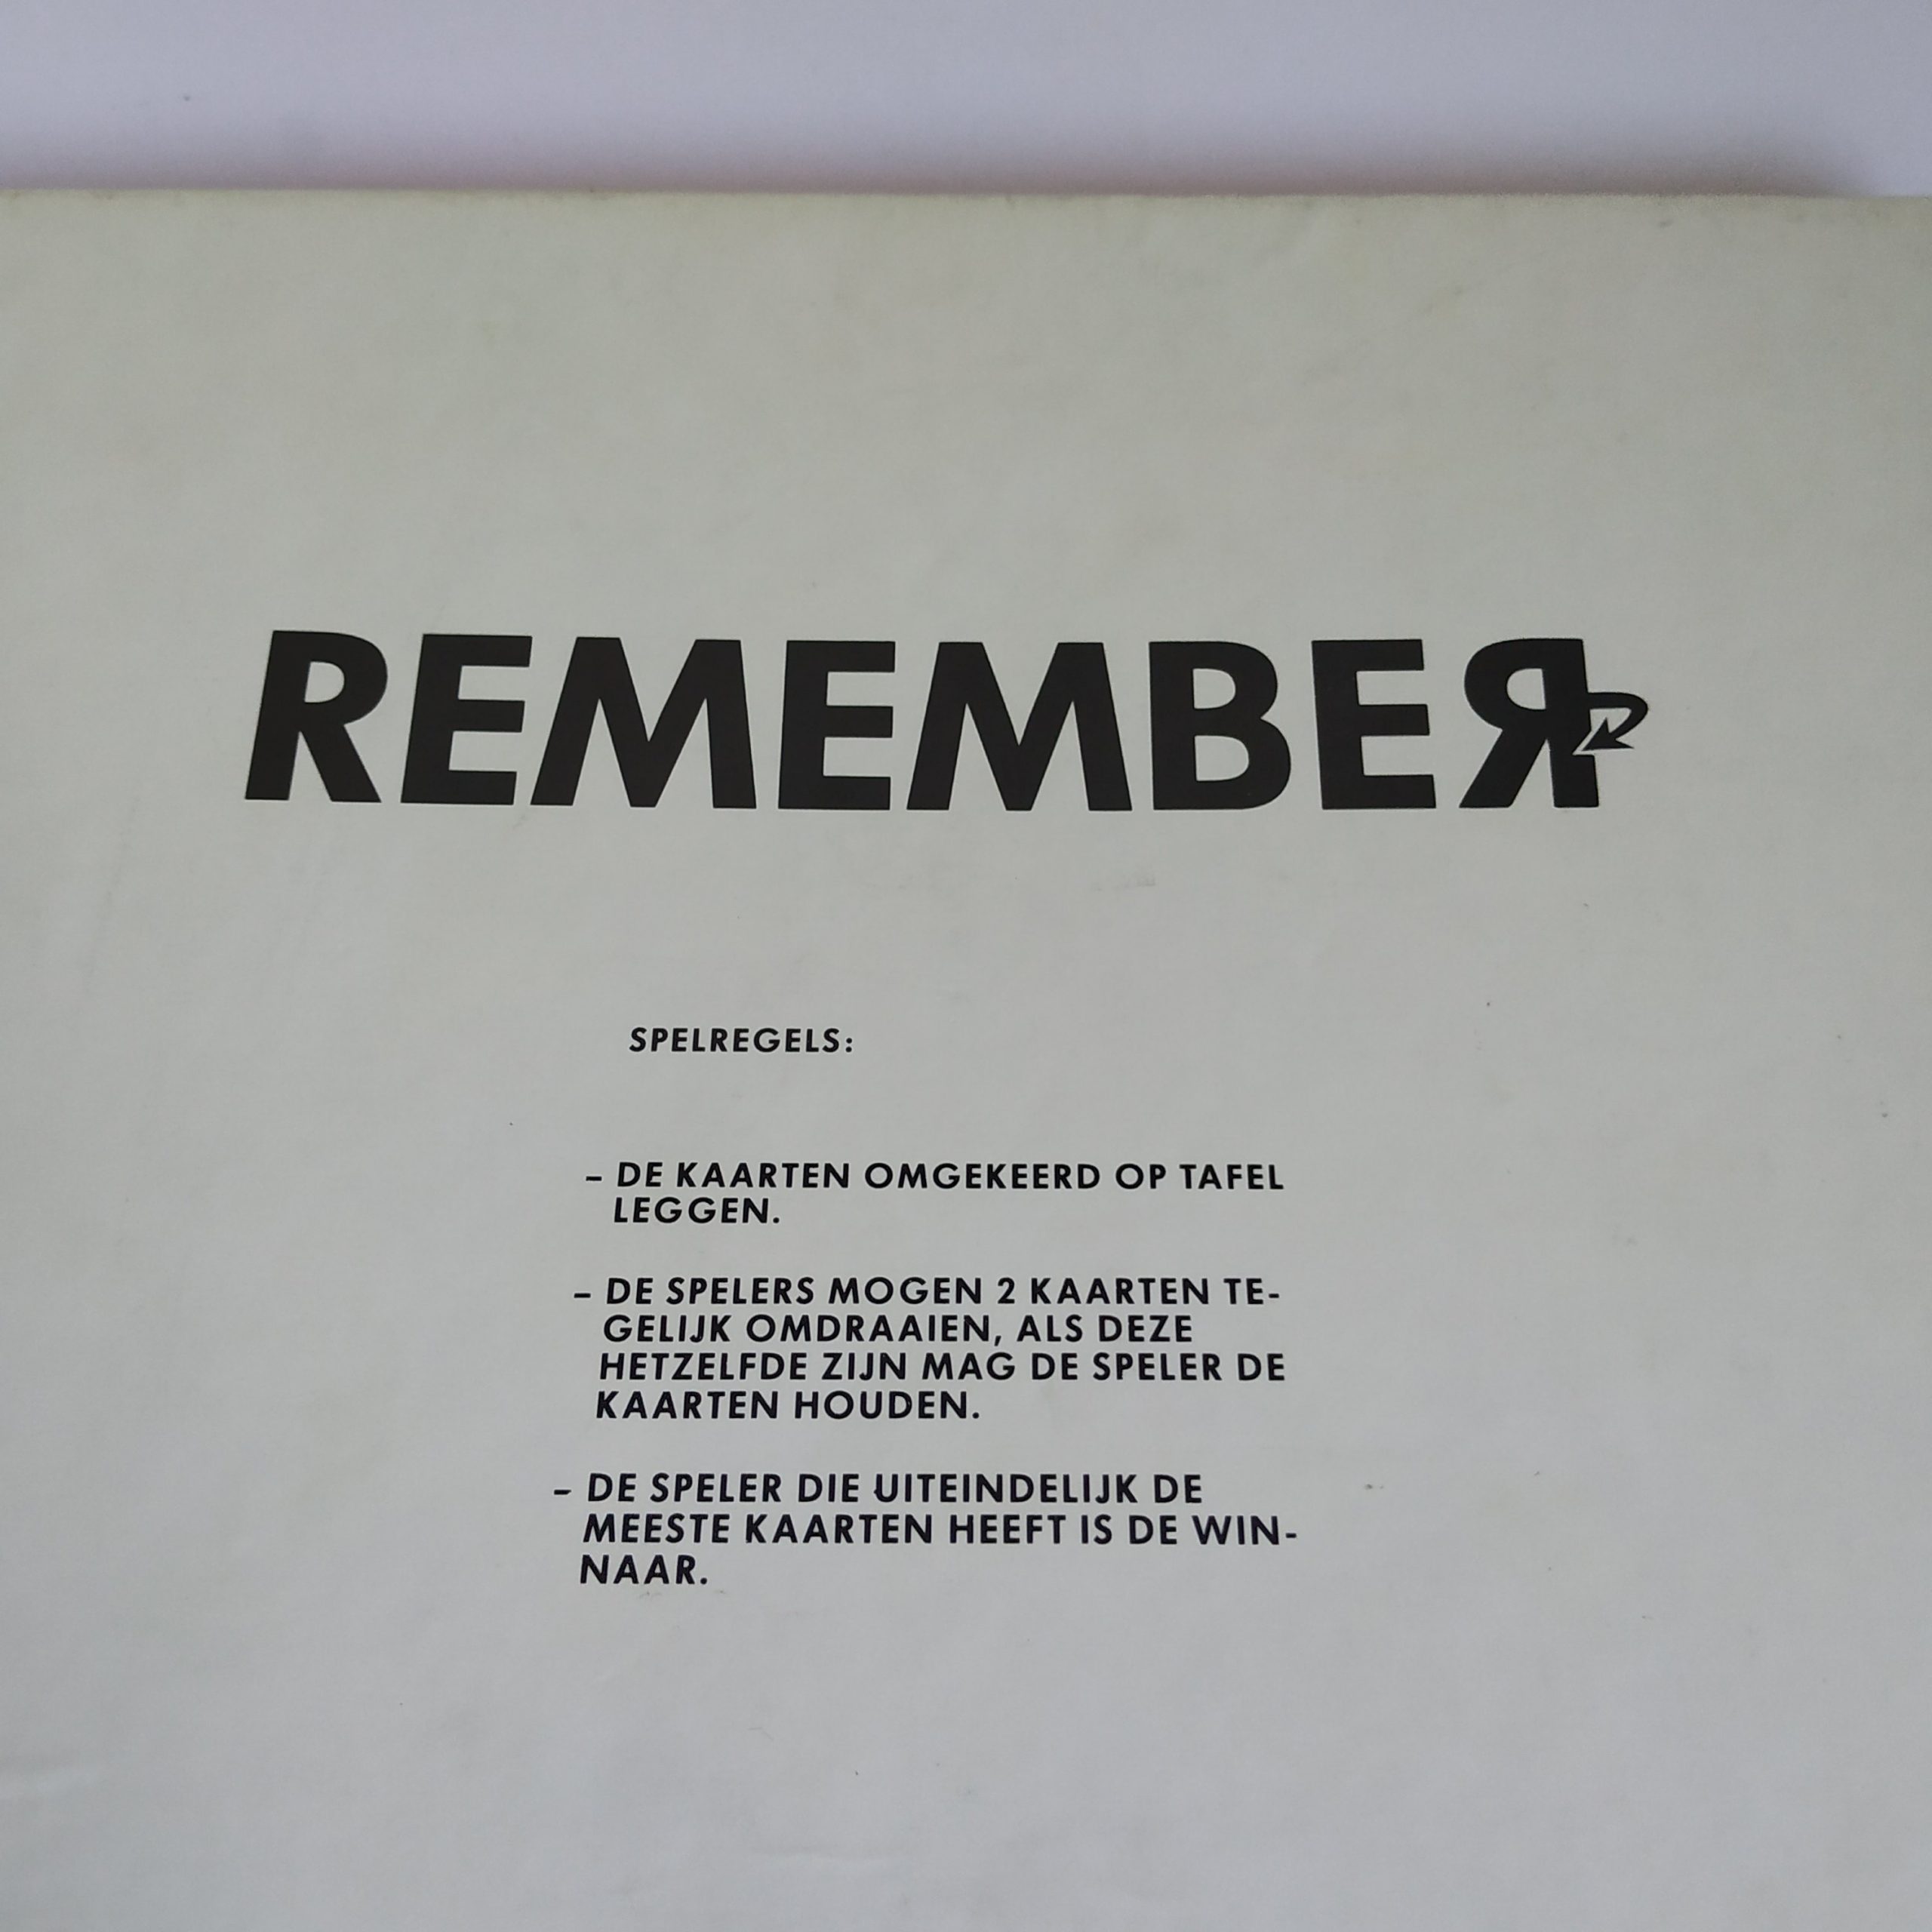 REMEMBER
SPELREGELS:
– DE KAARTEN OMGEKEERD OP TAFEL
LEGGEN.
– DE SPELERS MOGEN 2 KAARTEN TE-
GELIJK OMDRAAIEN, ALS DEZE
HETZELFDE ZIJN MAG DE SPELER DE
KAARTEN HOUDEN.
– DE SPELER DIE UITEINDELIJK DE
MEESTE KAARTEN HEEFT IS DE WIN-
NAAR.